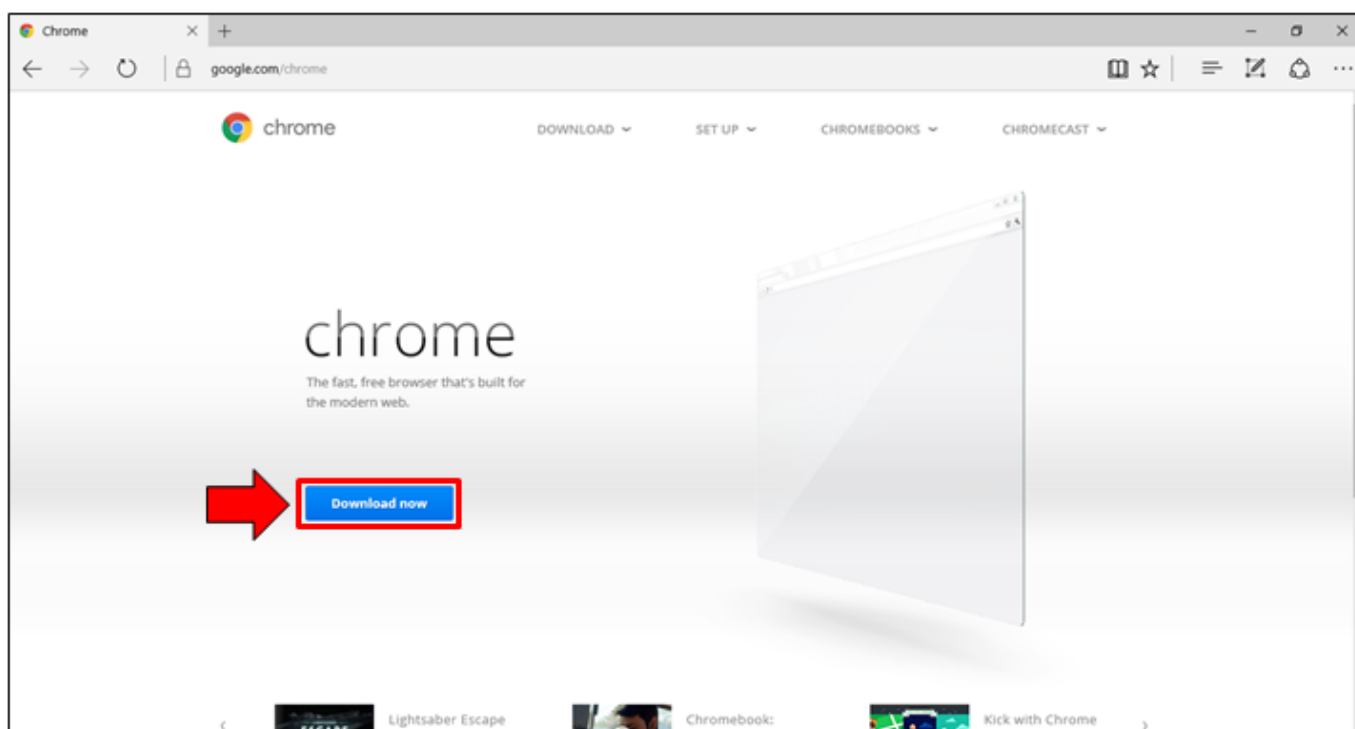 Chrome
google.com/chrome
chrome
DOWNLOAD
SET UP
CHROMEBOOKS
CHROMECAST
chrome
The fast, free browser that's built for
the modern web.
Download now
Lightsaber Escape
Chromebook:
Kick with Chrome